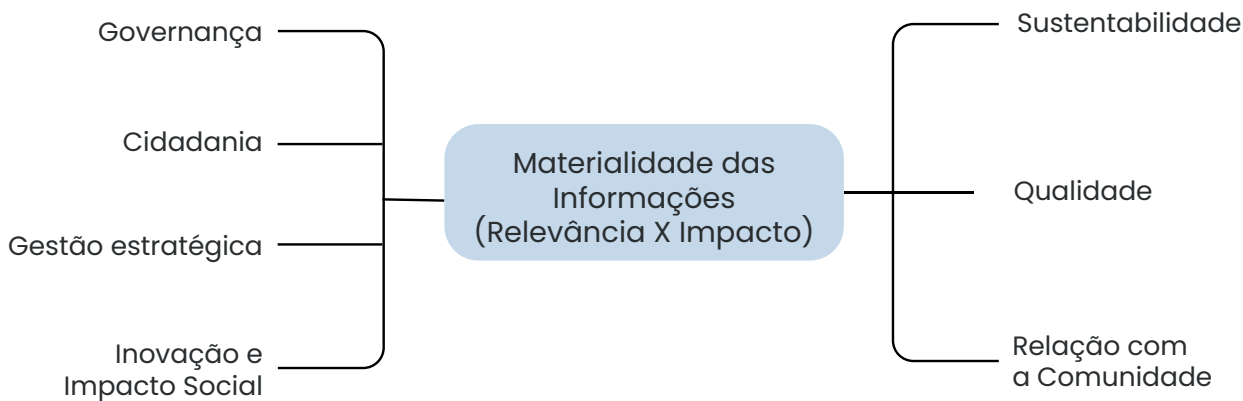 Governança
Cidadania
Gestão estratégica
Inovação e
Impacto Social
Materialidade das
Informações
(Relevância X Impacto)
Sustentabilidade
Qualidade
Relação com
a Comunidade